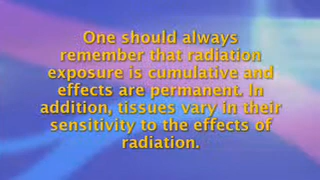 One should always
remember that radiation
exposure is cumulative and
effects are permanent. In
addition, tissues vary in their
sensitivity to the effects of
radiation.